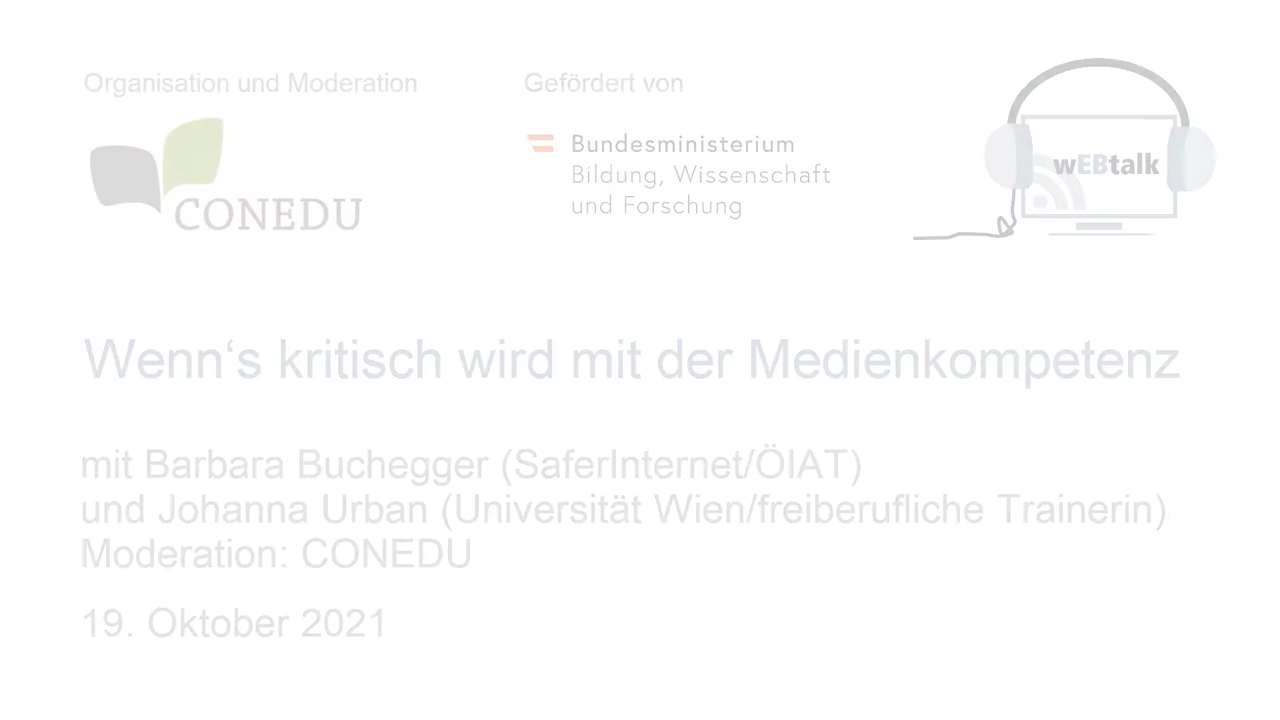 Organisation und Moderation
CONEDU
Gefördert von
Bundesministerium
Bildung, Wissenschaft
und Forschung
wEBtalk
Wenn‘s kritisch wird mit der Medienkompetenz
mit Barbara Buchegger (SaferInternet/ÖIAT)
und Johanna Urban (Universität Wien/freiberufliche Trainerin)
Moderation: CONEDU
19. Oktober 2021